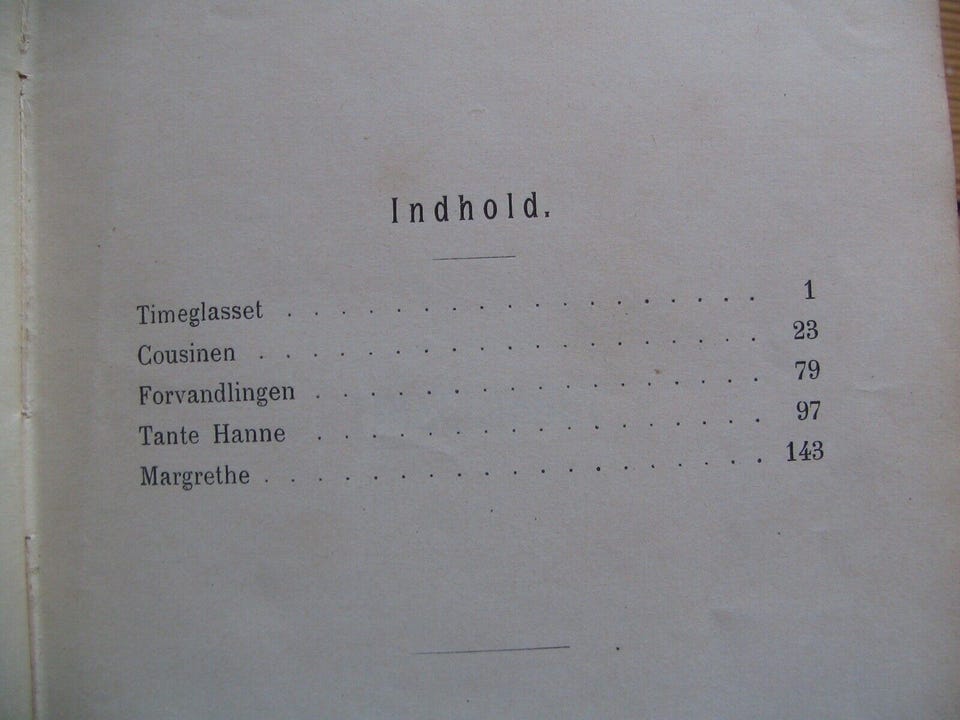 Indhold.
Timeglasset . . . . . . . . . . . . . . . . . . 1
Cousinen . . . . . . . . . . . . . . . . . . . 23
Forvandlingen . . . . . . . . . . . . . . . . . 79
Tante Hanne . . . . . . . . . . . . . . . . . 97
Margrethe . . . . . . . . . . . . . . . . . . . 143